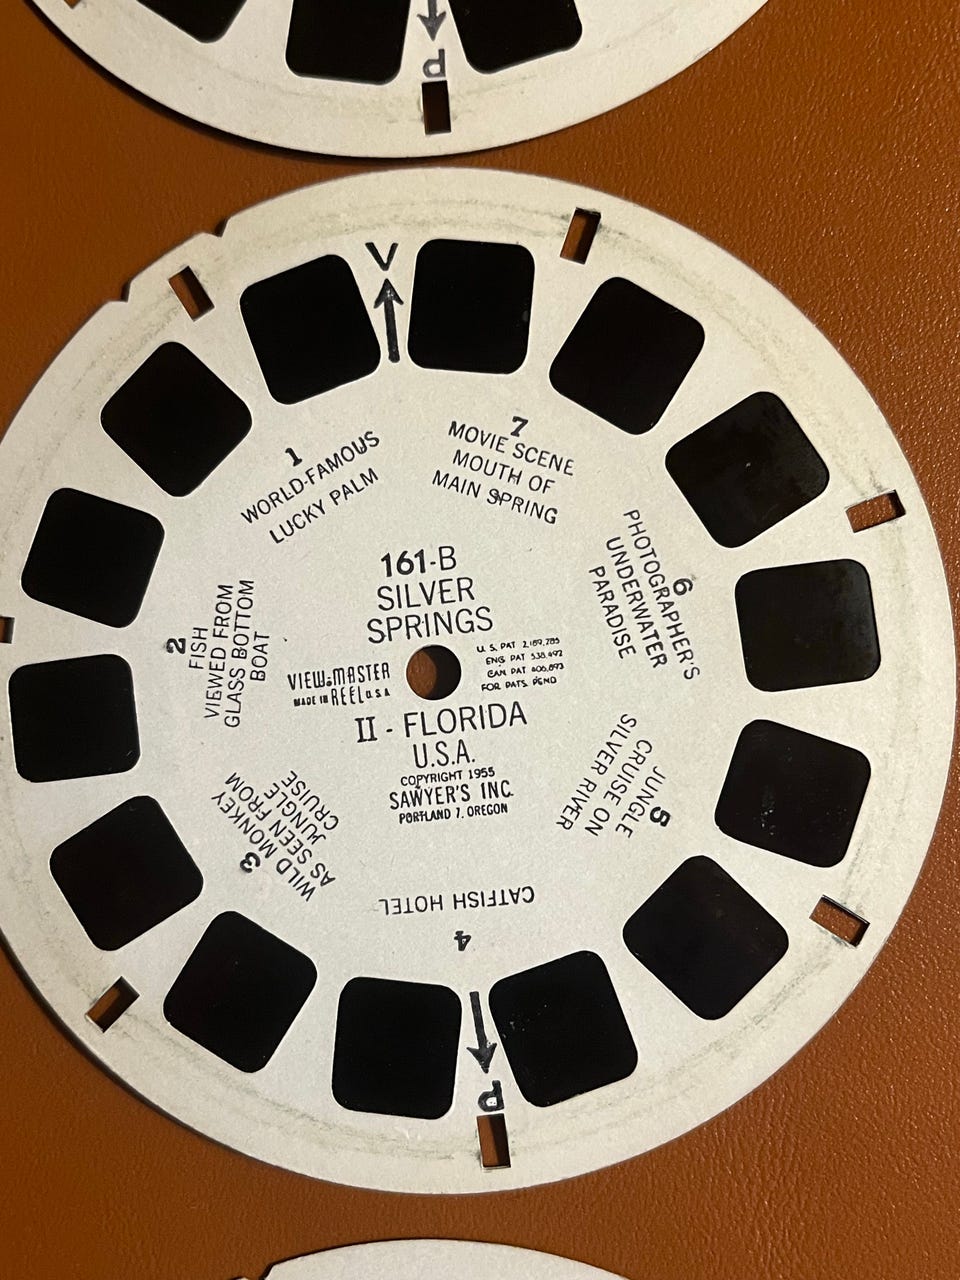 P
V
1
WORLD-FAMOUS
LUCKY PALM
7
MOVIE SCENE
MOUTH OF
MAIN SPRING
6
PHOTOGRAPHER'S
UNDERWATER
PARADISE
5
JUNGLE
CRUISE ON
SILVER RIVER
4
CATFISH HOTEL
3
WILD MONKEY
AS SEEN FROM
JUNGLE
CRUISE
2
FISH
VIEWED FROM
GLASS BOTTOM
BOAT
161-B
SILVER
SPRINGS
VIEW-MASTER
MADE IN REEL U.S.A
U.S. PAT 2,189,285
ENG PAT 538,492
CAN PAT 406,893
FOR. PATS. PEND
II - FLORIDA
U.S.A.
COPYRIGHT 1955
SAWYER'S INC.
PORTLAND 7, OREGON
P